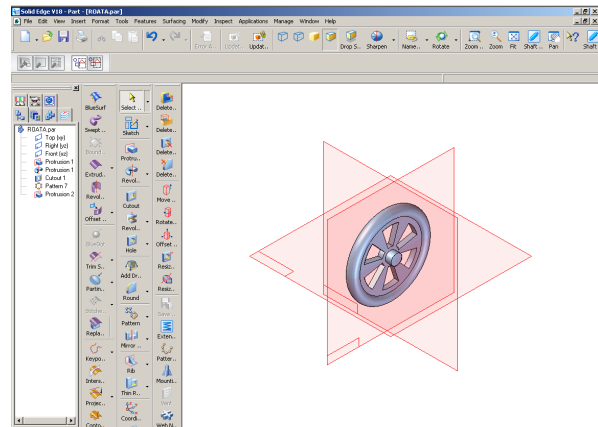 Solid Edge V18 - Part - [ROATA.par]
File Edit View Insert Format Tools Features Surfacing Modify Inspect Applications Manage Window Help
Error A... Updat... Drop S... Sharpen Name... Rotate Zoom .. Zoom Fit Shaft .. Pan Shaft
ROATA.par
Top (xy)
Right (yz)
Front (xz)
Protrusion 1
Protrusion 1
Cutout 1
Pattern 7
Protrusion 2
BlueSurf
Swept ..
Bound..
Extrud..
Revol..
Offset ..
BlueDot
Trim S..
Partin..
Stitche..
Repla..
Keypo..
Inters..
Projec..
Conto..
Select ..
Sketch
Protru..
Revol..
Cutout
Revol..
Hole
Add Dr..
Round
Pattern
Mirror ..
Rib
Thin R..
Coordi..
Delete..
Delete..
Delete..
Delete..
Move ..
Rotate..
Offset ..
Resiz..
Resiz..
Save..
Exten..
Patter..
Mounti..
Vent
Web N..